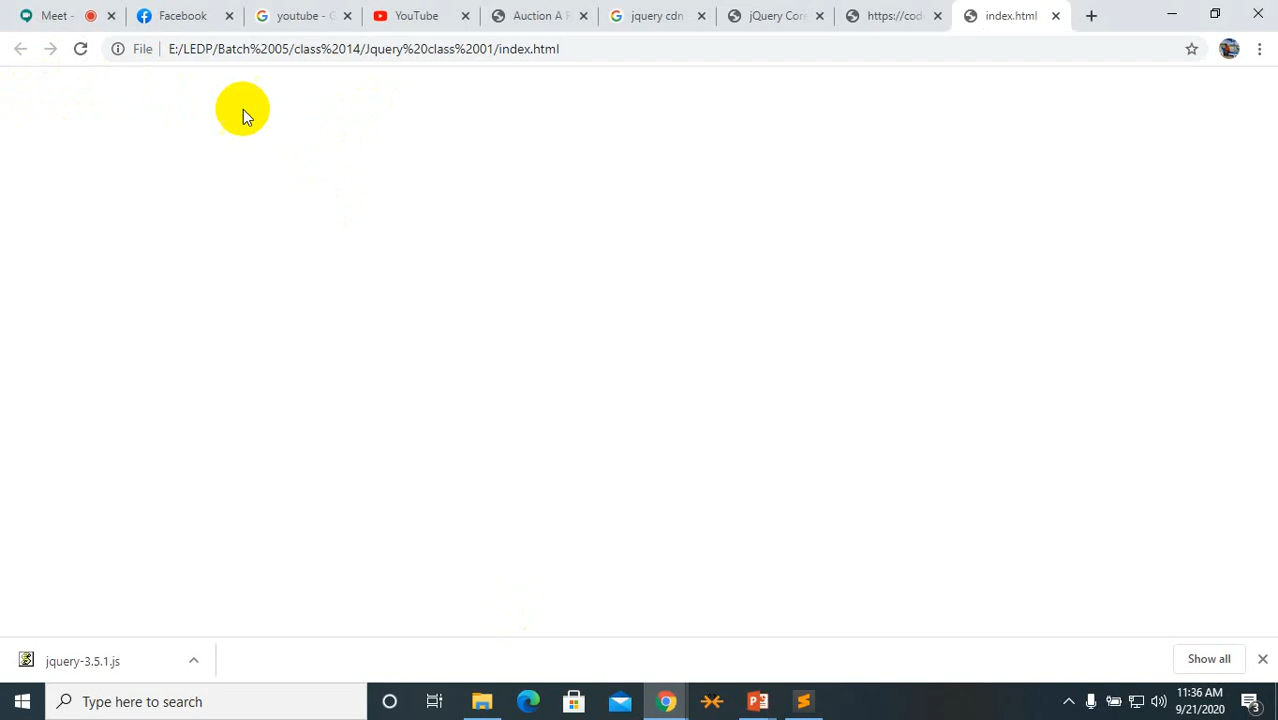 Meet -
Facebook
youtube - G
YouTube
Auction A R
jquery cdn
jQuery Core
https://cod
index.html
File
E:/LEDP/Batch%2005/class%2014/Jquery%20class%2001/index.html
jquery-3.5.1.js
Show all
Type here to search
11:36 AM
9/21/2020
3